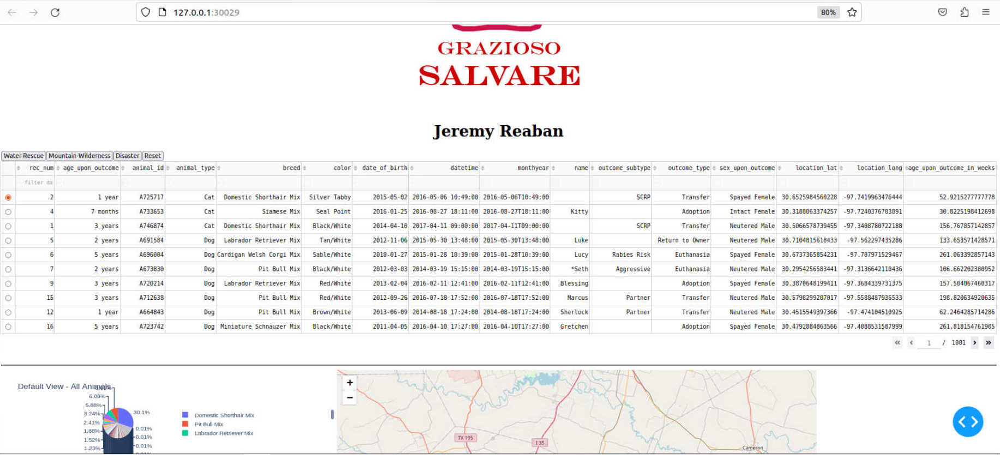 127.0.0.1:30029 80%
GRAZIOSO
SALVARE
Jeremy Reaban
Water Rescue Mountain-Wilderness Disaster Reset
rec_num age_upon_outcome animal_id animal_type breed color date_of_birth datetime monthyear name outcome_subtype outcome_type sex_upon_outcome location_lat location_long age_upon_outcome_in_weeks
filter da
2 1 year A725717 Cat Domestic Shorthair Mix Silver Tabby 2015-05-02 2016-05-06 10:49:00 2016-05-06T10:49:00 SCRP Transfer Spayed Female 30.6525984560228 -97.7419963476444 52.9215277777778
4 7 months A733653 Cat Siamese Mix Seal Point 2016-01-25 2016-08-27 18:11:00 2016-08-27T18:11:00 Kitty Adoption Intact Female 30.3188063374257 -97.7240376703891 30.8225198412698
1 3 years A746874 Cat Domestic Shorthair Mix Black/White 2014-04-10 2017-04-11 09:00:00 2017-04-11T09:00:00 SCRP Transfer Neutered Male 30.5066578739455 -97.3408780722188 156.767857142857
5 2 years A691584 Dog Labrador Retriever Mix Tan/White 2012-11-06 2015-05-30 13:48:00 2015-05-30T13:48:00 Luke Return to Owner Neutered Male 30.7104815618433 -97.562297435286 133.653571428571
6 5 years A696004 Dog Cardigan Welsh Corgi Mix Sable/White 2010-01-27 2015-01-28 10:39:00 2015-01-28T10:39:00 Lucy Rabies Risk Euthanasia Spayed Female 30.6737365854231 -97.707971529467 261.063392857143
7 2 years A673830 Dog Pit Bull Mix Black/White 2012-03-03 2014-03-19 15:15:00 2014-03-19T15:15:00 *Seth Aggressive Euthanasia Neutered Male 30.2954256583441 -97.3136642110436 106.662202380952
9 3 years A720214 Dog Labrador Retriever Mix Red/White 2013-02-04 2016-02-11 12:41:00 2016-02-11T12:41:00 Blessing Adoption Spayed Female 30.3870648199411 -97.3684339731375 157.504067460317
15 3 years A712638 Dog Pit Bull Mix Red/White 2012-09-26 2016-07-18 17:52:00 2016-07-18T17:52:00 Marcus Partner Transfer Neutered Male 30.5798299207017 -97.5588487936533 198.820634920635
12 1 year A664843 Dog Pit Bull Mix Brown/White 2013-06-09 2014-08-18 17:24:00 2014-08-18T17:24:00 Sherlock Partner Transfer Neutered Male 30.4515549397366 -97.474104510925 62.2464285714286
16 5 years A723742 Dog Miniature Schnauzer Mix Black/White 2011-04-05 2016-04-10 17:27:00 2016-04-10T17:27:00 Gretchen Adoption Spayed Female 30.4792884863566 -97.4088531587999 261.818154761905
« ‹ 1 / 1001 › »
Default View - All Animals
6.08%
5.88%
3.24%
2.41%
1.88%
1.52%
1.23%
30.1%
0.01%
0.01%
0.01%
Domestic Shorthair Mix
Pit Bull Mix
Labrador Retriever Mix
+
−
TX 195
I 35
Cameron